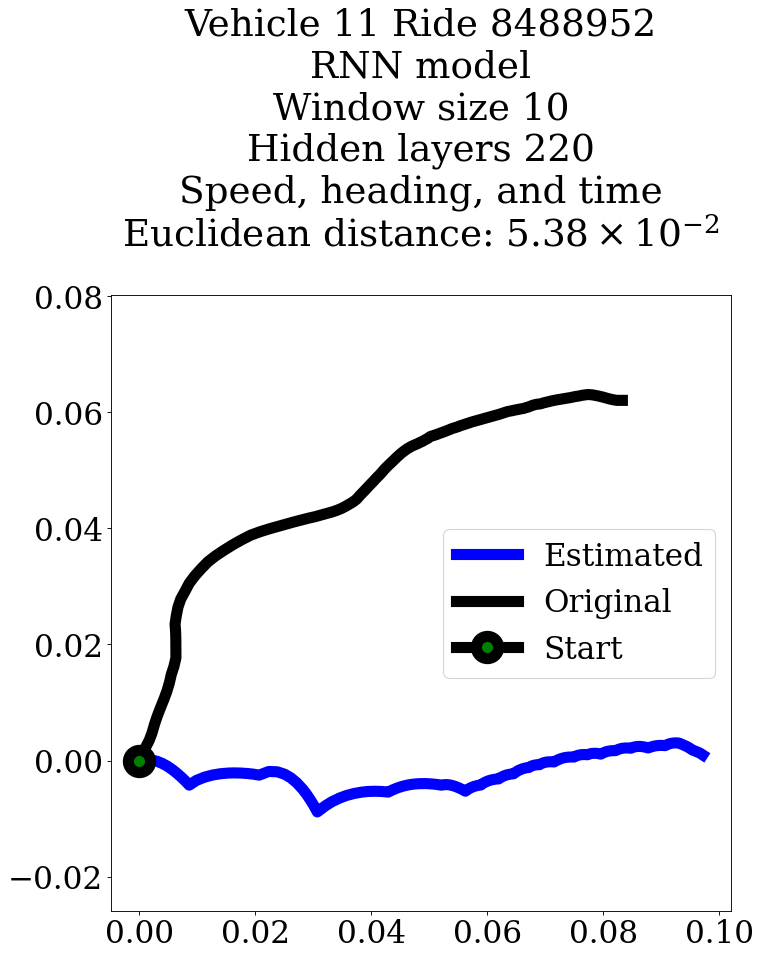 Vehicle 11 Ride 8488952
RNN model
Window size 10
Hidden layers 220
Speed, heading, and time
Euclidean distance: 5.38 × 10⁻²
0.08
0.06
0.04
0.02
0.00
−0.02
Estimated
Original
Start
0.00 0.02 0.04 0.06 0.08 0.10